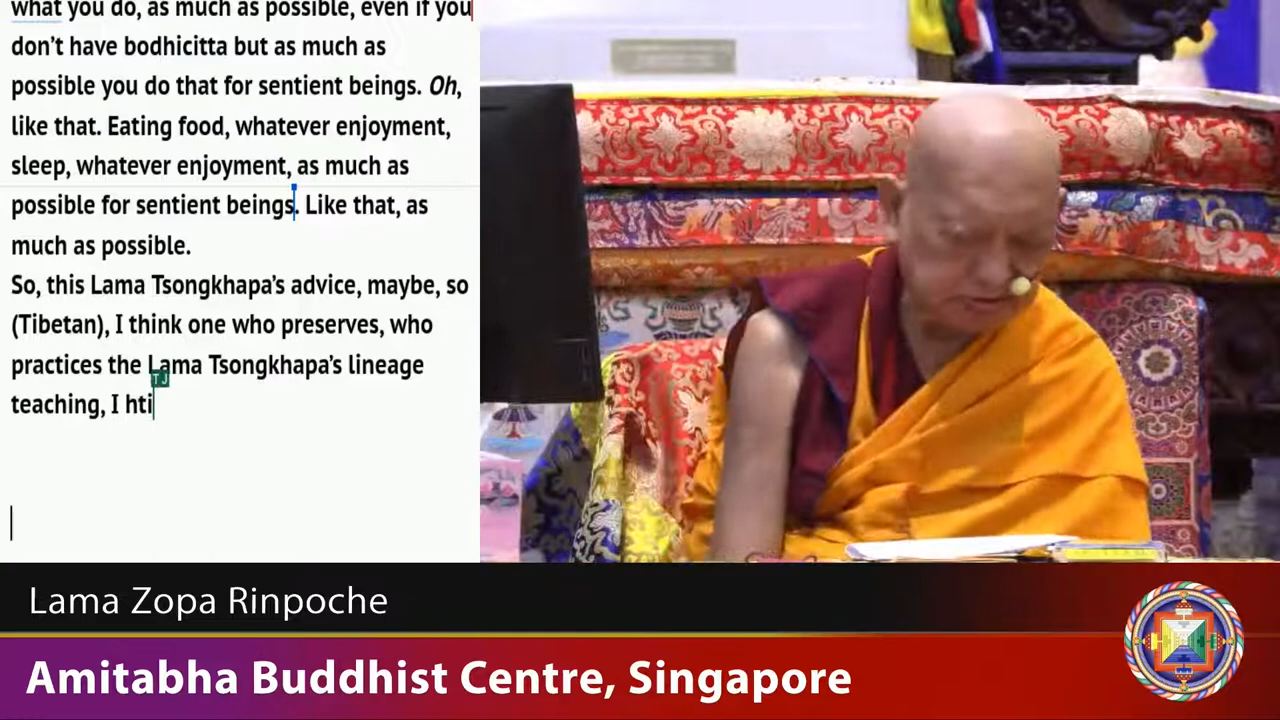 what you do, as much as possible, even if you
don’t have bodhicitta but as much as
possible you do that for sentient beings. Oh,
like that. Eating food, whatever enjoyment,
sleep, whatever enjoyment, as much as
possible for sentient beings. Like that, as
much as possible.
So, this Lama Tsongkhapa’s advice, maybe, so
(Tibetan), I think one who preserves, who
practices the Lama Tsongkhapa’s lineage
TJ
teaching, I hti
Lama Zopa Rinpoche
Amitabha Buddhist Centre, Singapore